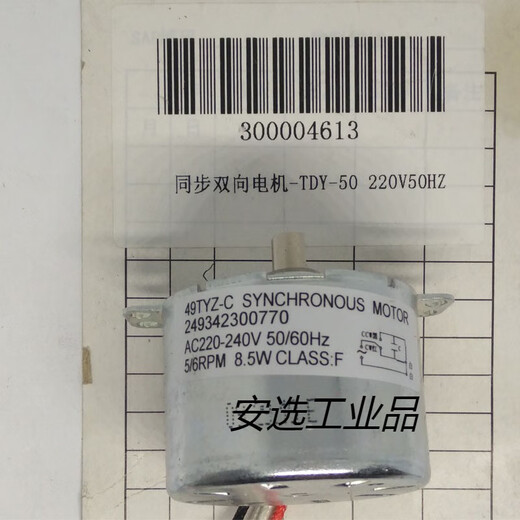 300004613
同步双向电机-TDY-50 220V50HZ
49TYZ-C SYNCHRONOUS MOTOR
249342300770
AC220-240V 50/60Hz
5/6RPM 8.5W CLASS:F
安选工业品